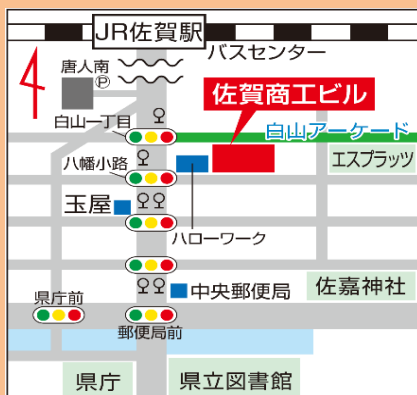 JR佐賀駅
バスセンター
唐人南
P
佐賀商工ビル
白山一丁目
白山アーケード
エスプラッツ
八幡小路
玉屋
ハローワーク
中央郵便局
佐嘉神社
県庁前
郵便局前
県庁
県立図書館